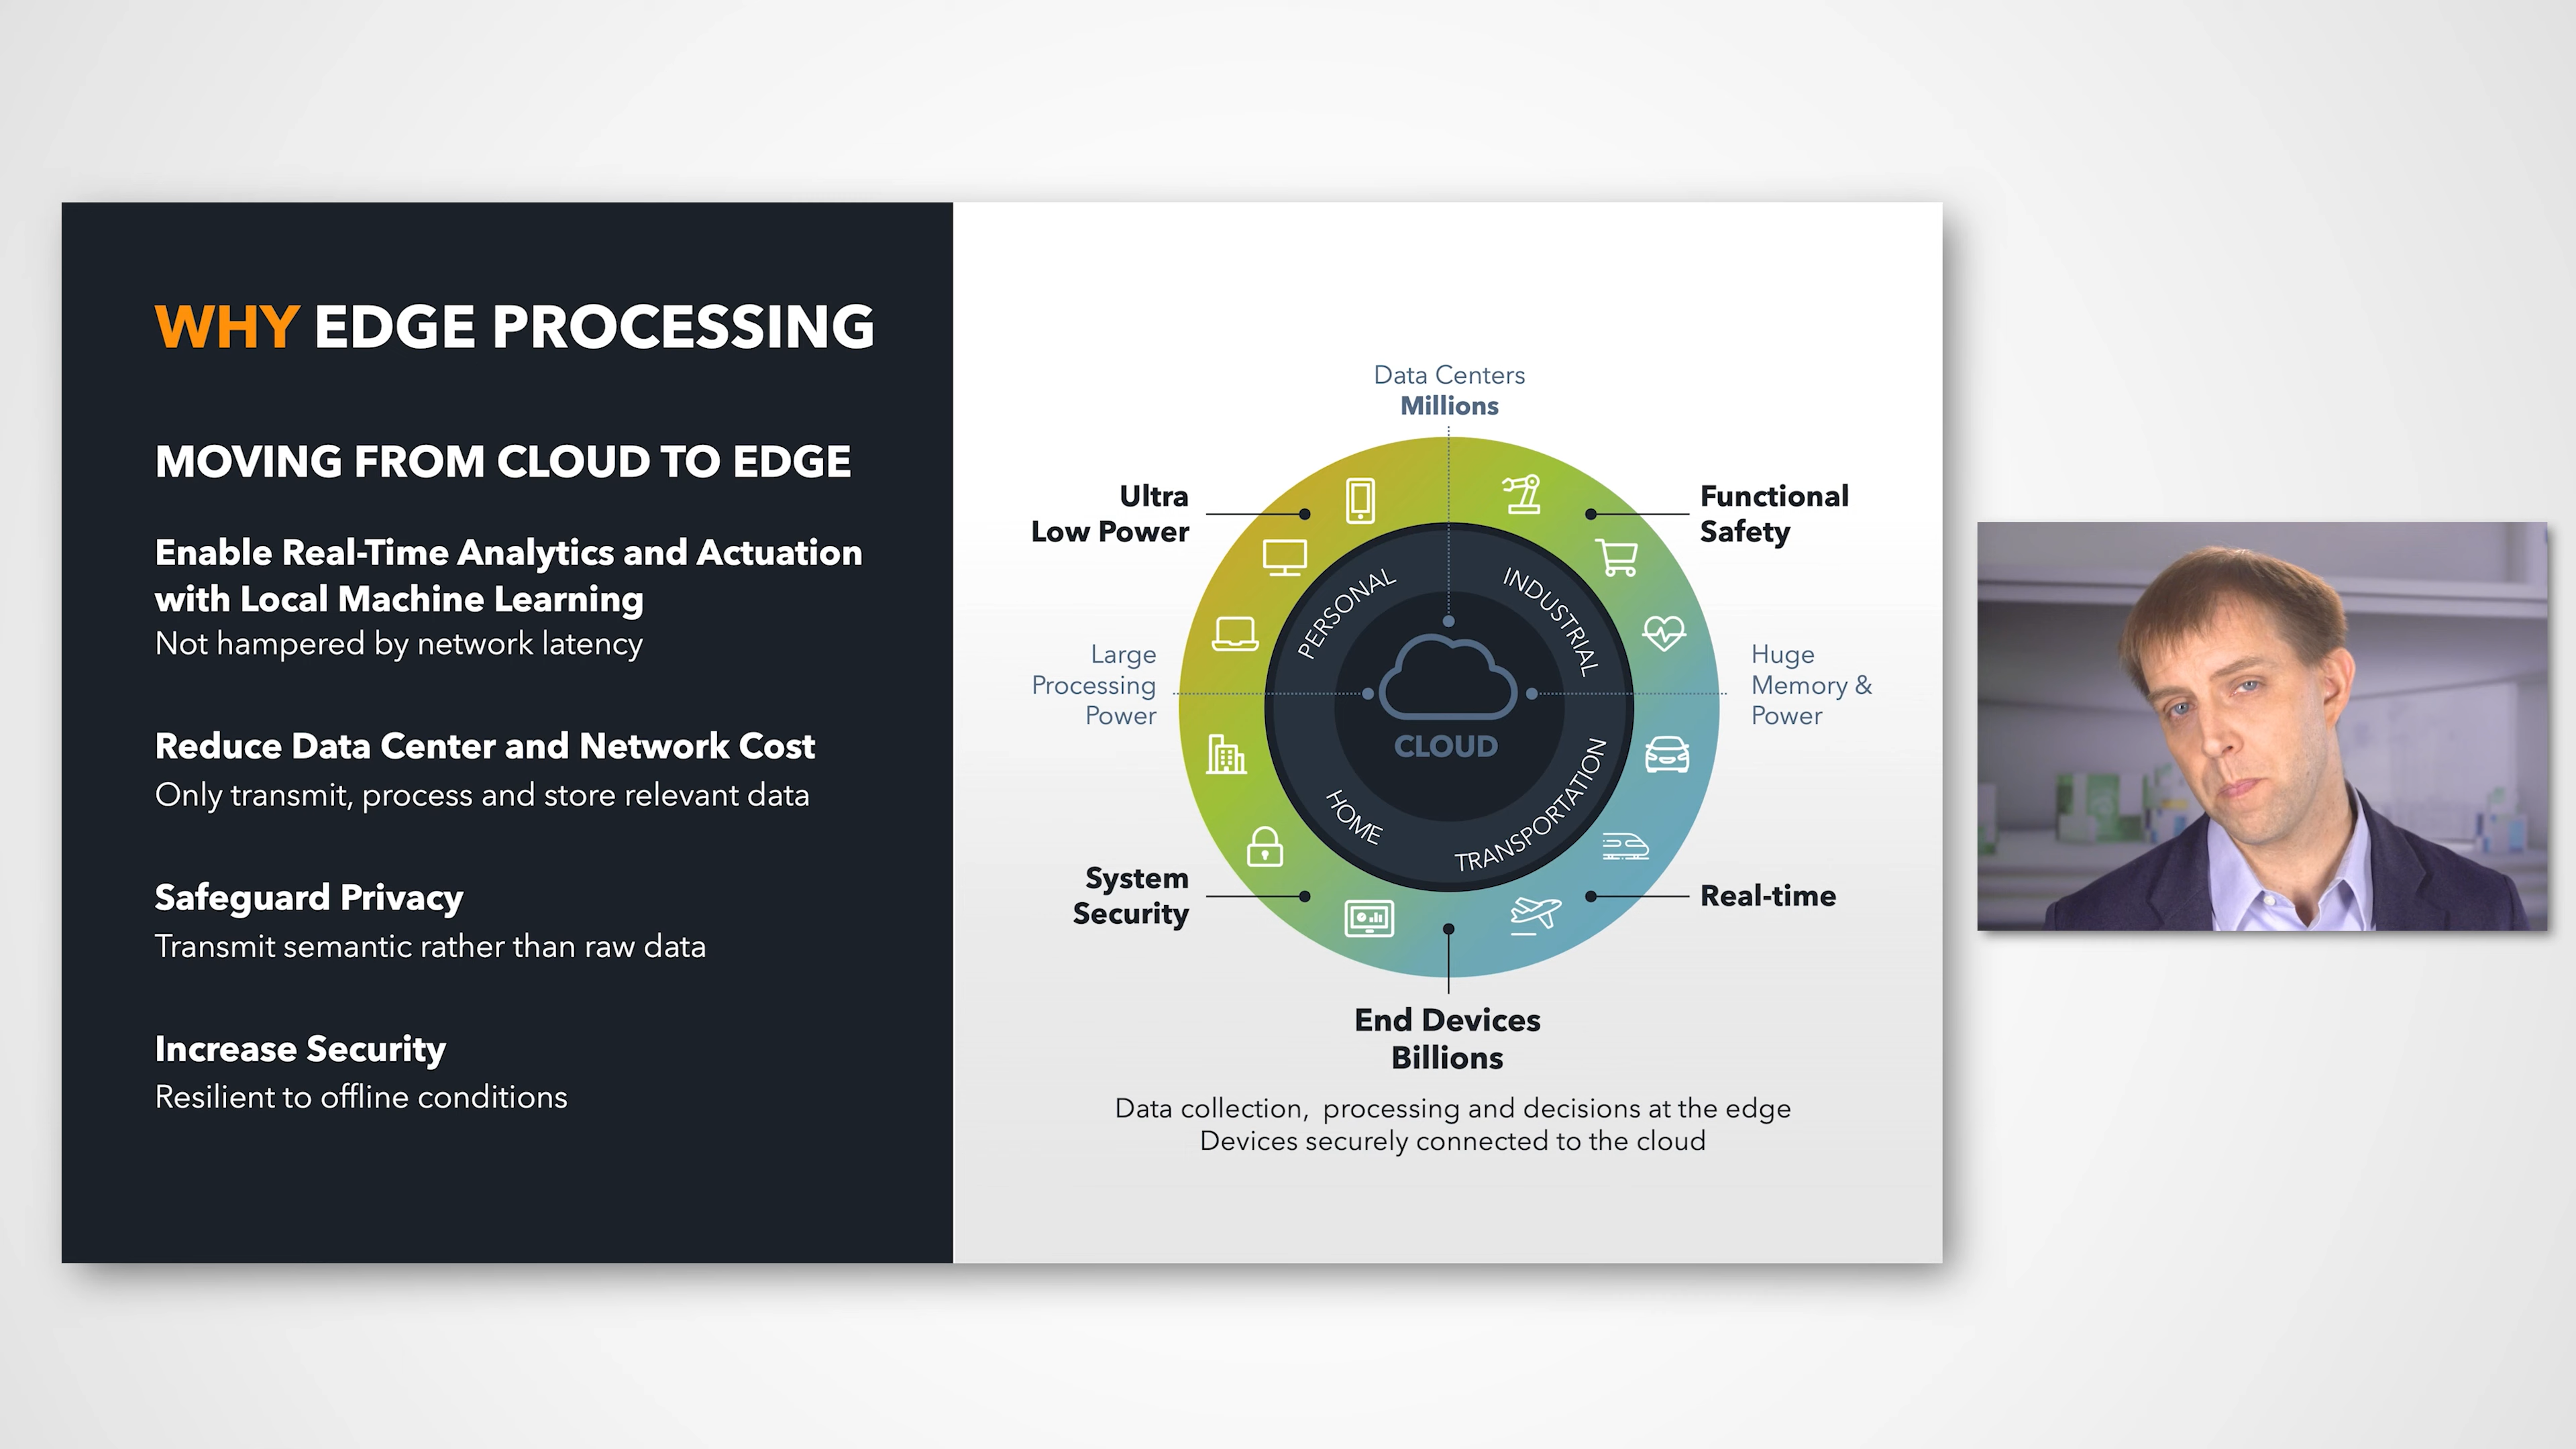 WHY EDGE PROCESSING
MOVING FROM CLOUD TO EDGE
Enable Real-Time Analytics and Actuation
with Local Machine Learning
Not hampered by network latency
Reduce Data Center and Network Cost
Only transmit, process and store relevant data
Safeguard Privacy
Transmit semantic rather than raw data
Increase Security
Resilient to offline conditions
Data Centers
Millions
Ultra
Low Power
Functional
Safety
PERSONAL
INDUSTRIAL
Large
Processing
Power
Huge
Memory &
Power
CLOUD
HOME
TRANSPORTATION
System
Security
Real-time
End Devices
Billions
Data collection, processing and decisions at the edge
Devices securely connected to the cloud